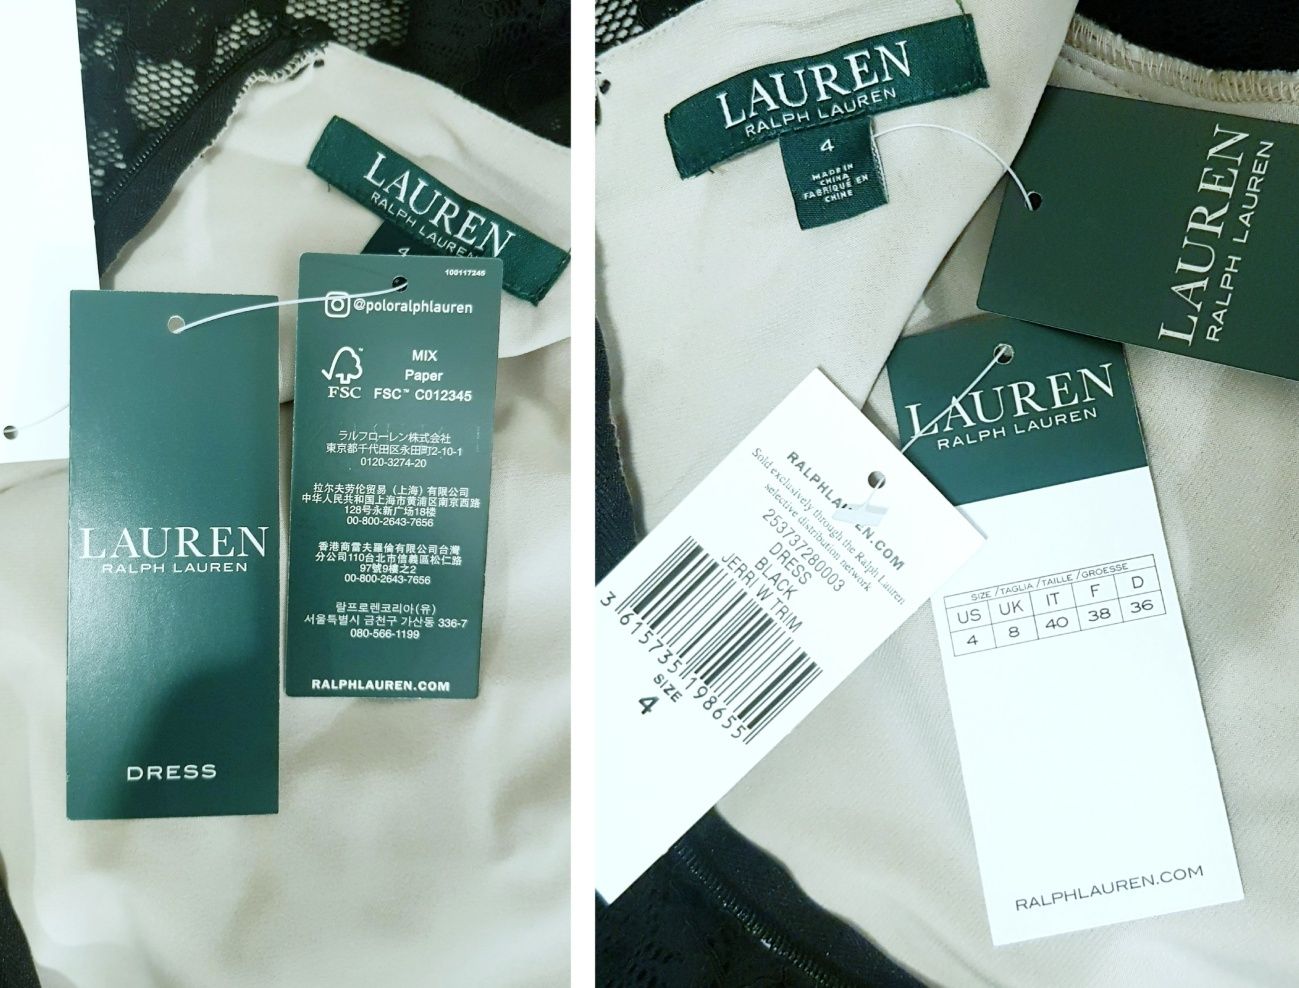 LAUREN
RALPH LAUREN
4
100117245
@poloralphlauren
MIX
Paper
FSC™ C012345
FSC
ラルフローレン株式会社
東京都千代田区永田町2-10-1
0120-3274-20
拉尔夫劳伦贸易（上海）有限公司
中华人民共和国上海市黄浦区南京西路
128号永新广场18楼
00-800-2643-7656
香港商雷夫羅倫有限公司台灣
分公司110台北市信義區松仁路
97號9樓之2
00-800-2643-7656
랄프로렌코리아(유)
서울특별시 금천구 가산동 336-7
080-566-1199
RALPHLAUREN.COM
LAUREN
RALPH LAUREN
DRESS
LAUREN
RALPH LAUREN
4
MADE IN
CHINA
FABRIQUÉ EN
CHINE
LAUREN
RALPH LAUREN
LAUREN
RALPH LAUREN
SIZE / TAGLIA / TAILLE / GROESSE
US UK IT F D
4 8 40 38 36
RALPHLAUREN.COM
RALPHLAUREN.COM
Sold exclusively through the Ralph Lauren
selective distribution network
253737280003
DRESS
BLACK
JERRI W TRIM
3 615735 198655
SIZE
4